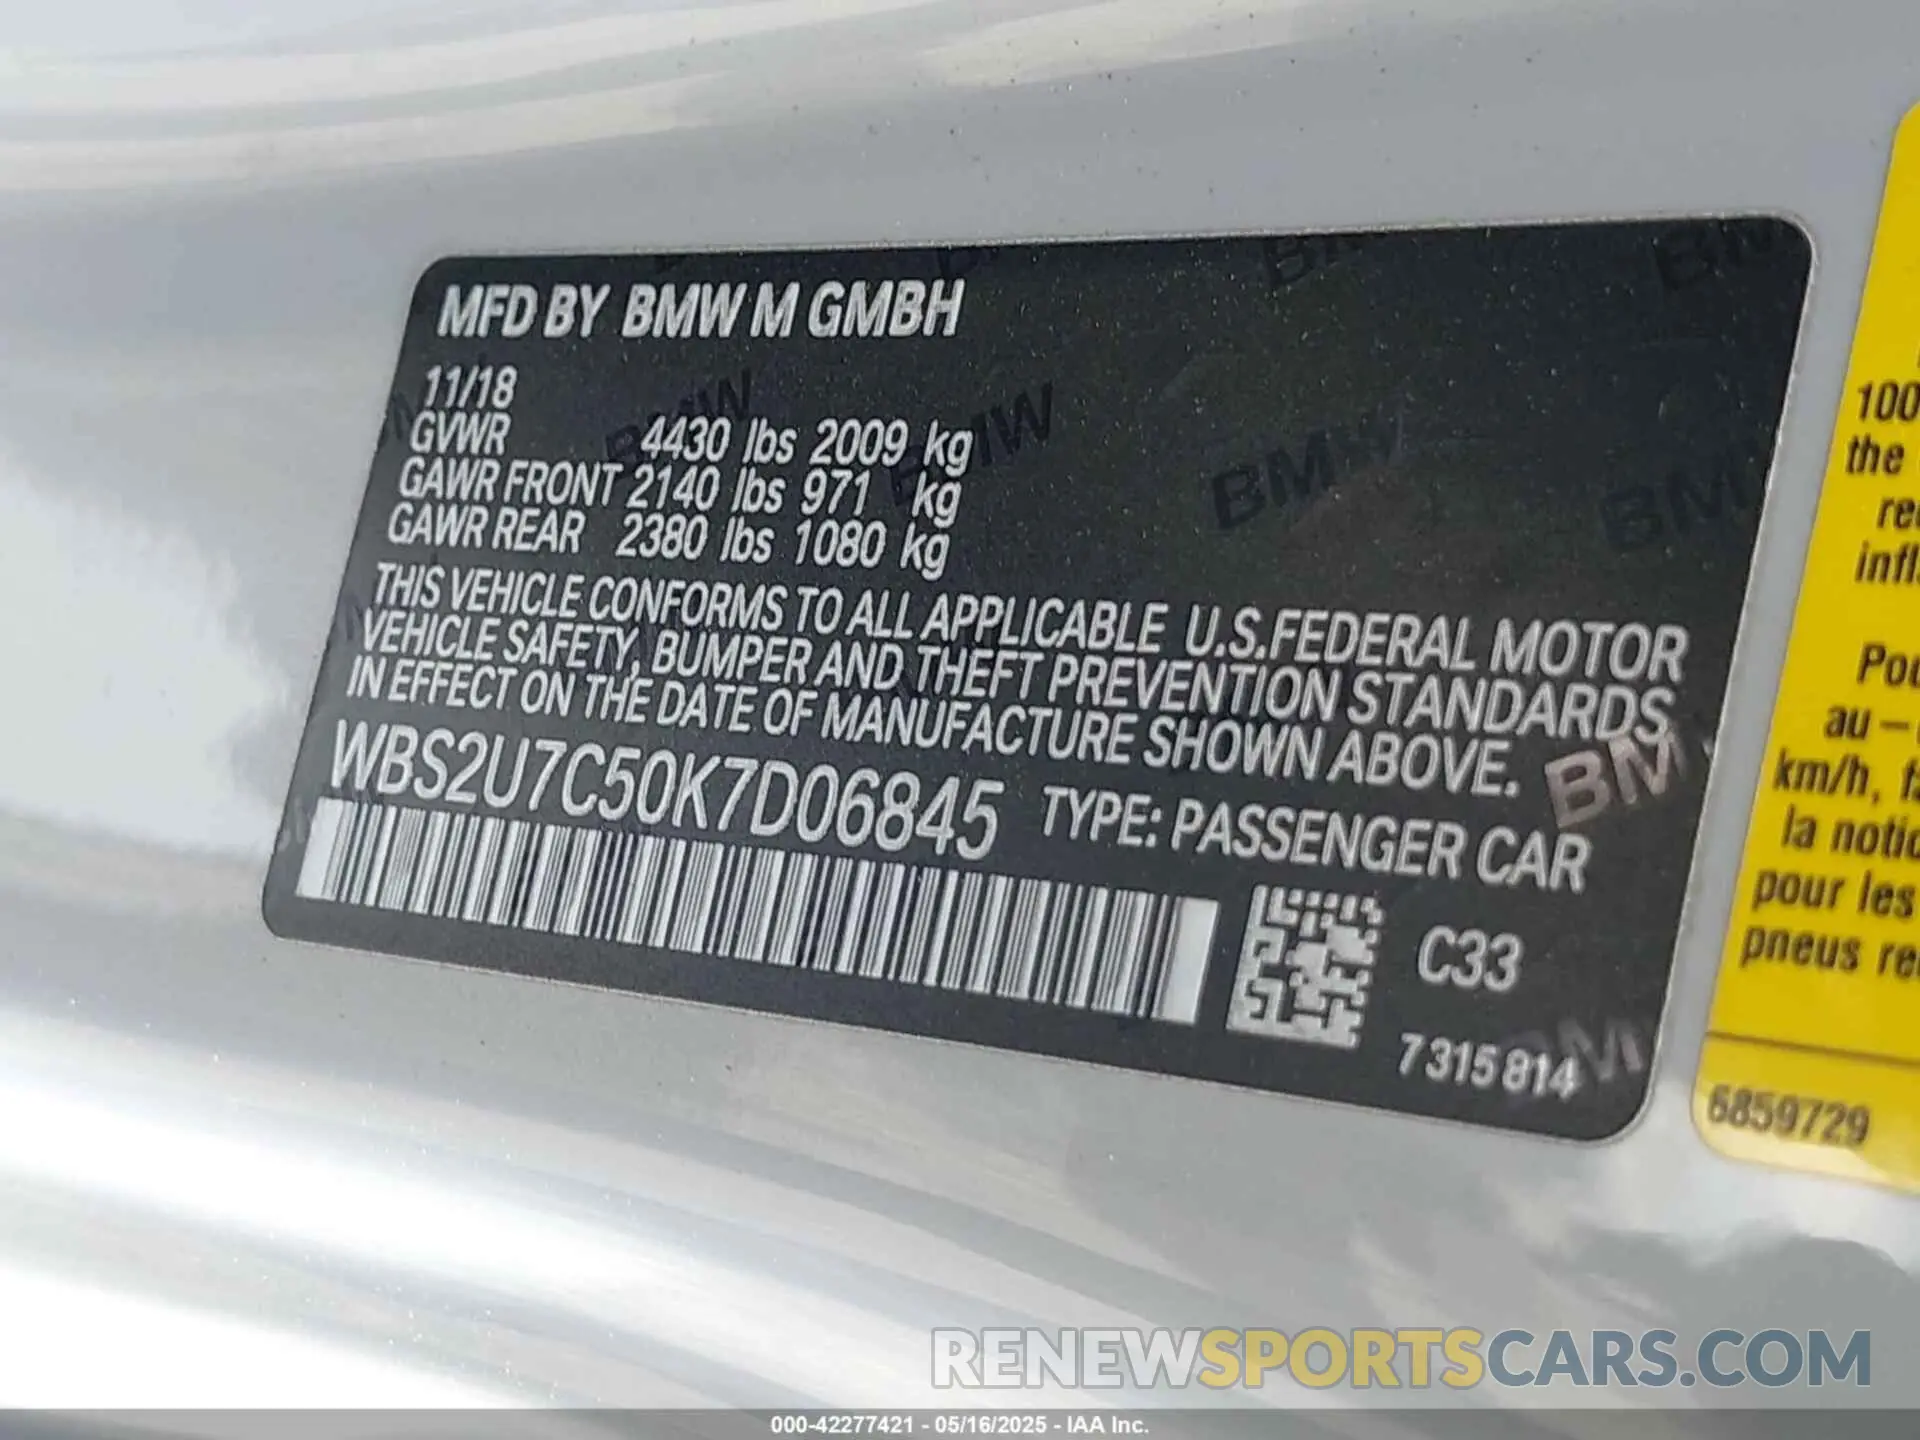 MFD BY BMW M GMBH
11/18
GVWR 4430 lbs 2009 kg
GAWR FRONT 2140 lbs 971 kg
GAWR REAR 2380 lbs 1080 kg
THIS VEHICLE CONFORMS TO ALL APPLICABLE U.S.FEDERAL MOTOR
VEHICLE SAFETY, BUMPER AND THEFT PREVENTION STANDARDS
IN EFFECT ON THE DATE OF MANUFACTURE SHOWN ABOVE.
WBS2U7C50K7D06845 TYPE: PASSENGER CAR
C33
7315814
100
the
Pou
au –
km/h,
la notic
pour les
pneus
6859729
RENEWSPORTSCARS.COM
000-42277421 - 05/16/2025 - IAA Inc.